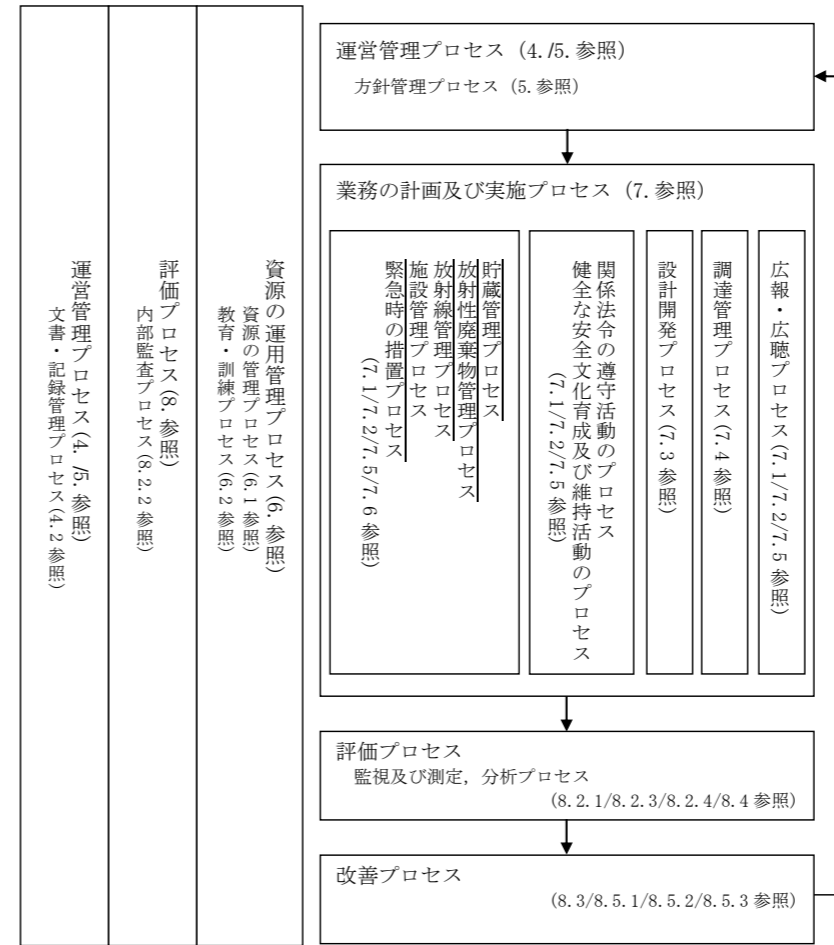 運営管理プロセス（4./5.参照）
方針管理プロセス（5.参照）
業務の計画及び実施プロセス（7.参照）
広報・広聴プロセス（7.1/7.2/7.5参照）
調達管理プロセス（7.4参照）
設計開発プロセス（7.3参照）
関係法令の遵守活動のプロセス
健全な安全文化育成及び維持活動のプロセス
（7.1/7.2/7.5参照）
貯蔵管理プロセス
放射性廃棄物管理プロセス
放射線管理プロセス
施設管理プロセス
緊急時の措置プロセス
（7.1/7.2/7.5/7.6参照）
評価プロセス
監視及び測定，分析プロセス
（8.2.1/8.2.3/8.2.4/8.4参照）
改善プロセス
（8.3/8.5.1/8.5.2/8.5.3参照）
資源の運用管理プロセス（6.参照）
資源の管理プロセス（6.1参照）
教育・訓練プロセス（6.2参照）
評価プロセス（8.参照）
内部監査プロセス（8.2.2参照）
運営管理プロセス（4./5.参照）
文書・記録管理プロセス（4.2参照）